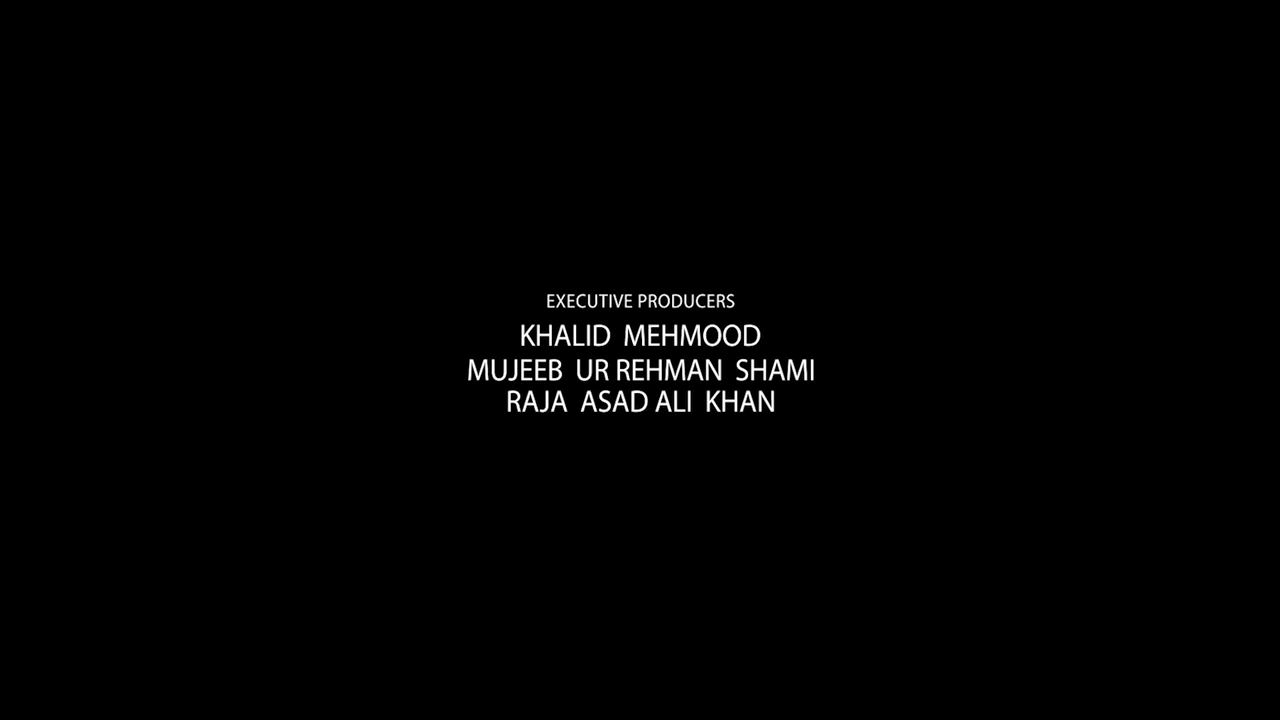 EXECUTIVE PRODUCERS
KHALID MEHMOOD
MUJEEB UR REHMAN SHAMI
RAJA ASAD ALI KHAN